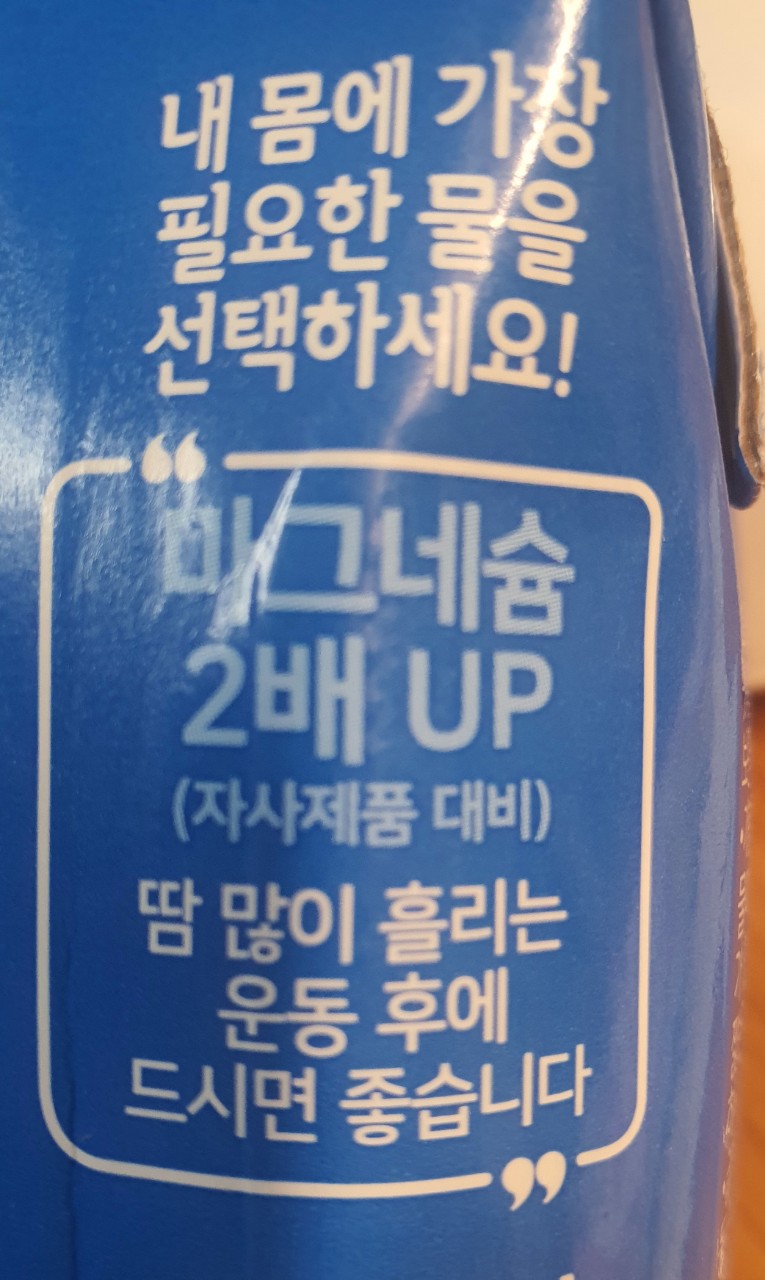 내 몸에 가장
필요한 물을
선택하세요!
“
마그네슘
2배 UP
(자사제품 대비)
땀 많이 흘리는
운동 후에
드시면 좋습니다
”